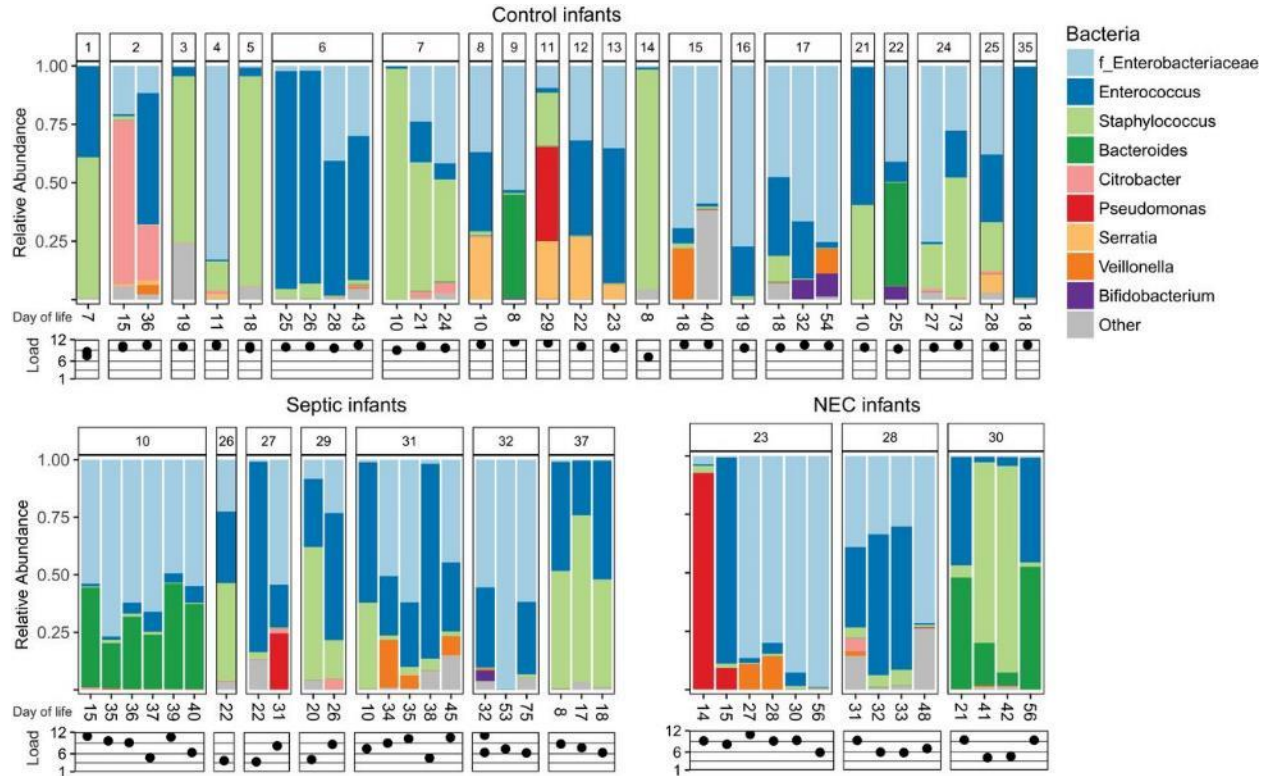 Control infants
1 2 3 4 5 6 7 8 9 11 12 13 14 15 16 17 21 22 24 25 35
Relative Abundance
1.00
0.75
0.50
0.25
Day of life 7 15 36 19 11 18 25 26 28 43 10 21 24 10 8 29 22 23 8 18 40 19 18 32 54 10 25 27 73 28 18
Load
12
6
1
Bacteria
f_Enterobacteriaceae
Enterococcus
Staphylococcus
Bacteroides
Citrobacter
Pseudomonas
Serratia
Veillonella
Bifidobacterium
Other
Septic infants
10 26 27 29 31 32 37
Relative Abundance
1.00
0.75
0.50
0.25
Day of life 15 35 36 37 39 40 22 22 31 20 26 10 34 35 38 45 32 53 75 8 17 18
Load
12
6
1
NEC infants
23 28 30
14 15 27 28 30 56 31 32 33 48 21 41 42 56
12
6
1